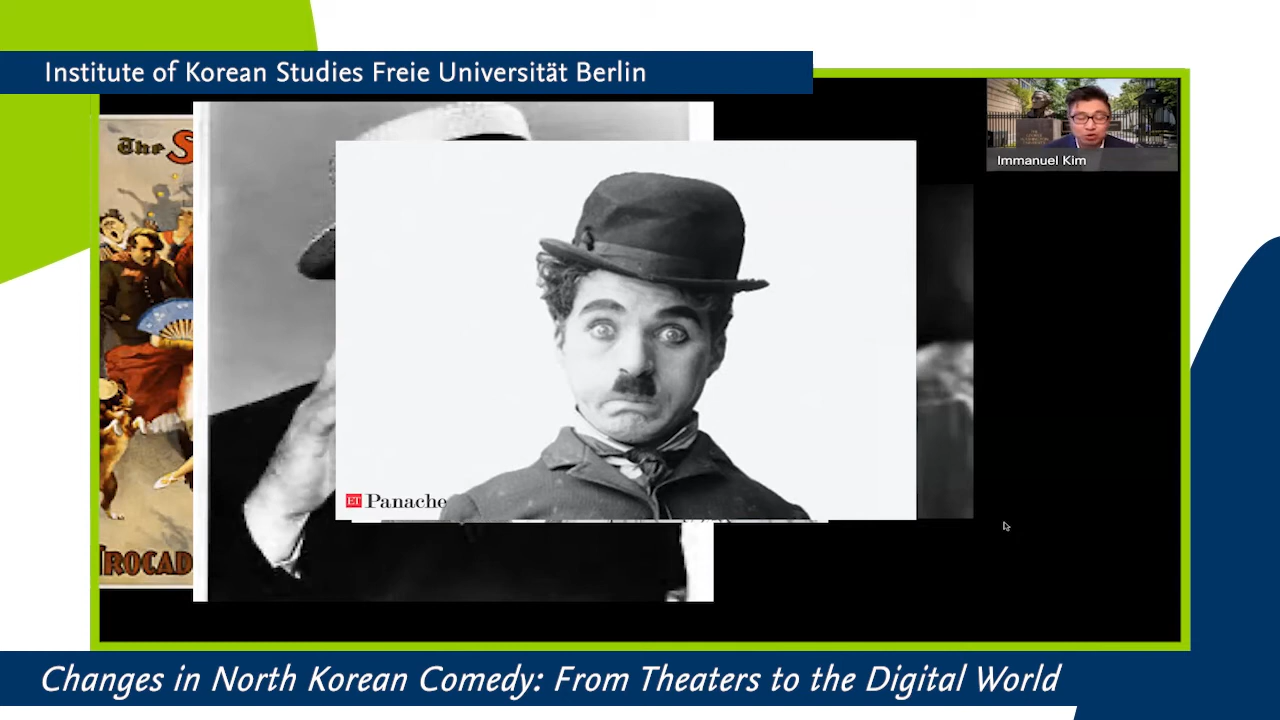 Institute of Korean Studies Freie Universität Berlin
The S
Immanuel Kim
ET Panache
TROCAD
Changes in North Korean Comedy: From Theaters to the Digital World